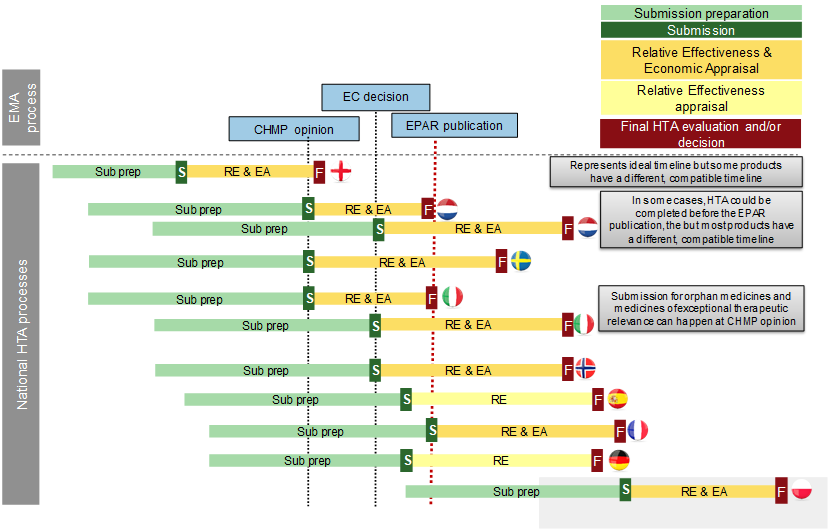 Submission preparation
Submission
Relative Effectiveness &
Economic Appraisal
Relative Effectiveness
appraisal
Final HTA evaluation and/or
decision
EMA
process
EC decision
CHMP opinion
EPAR publication
National HTA processes
Sub prep
S
RE & EA
F
Represents ideal timeline but some products
have a different, compatible timeline
Sub prep
S
RE & EA
F
Sub prep
S
RE & EA
F
In some cases, HTA could be
completed before the EPAR
publication, the but most products have
a different, compatible timeline
Sub prep
S
RE & EA
F
Sub prep
S
RE & EA
F
Sub prep
S
RE & EA
F
Submission for orphan medicines and
medicines of exceptional therapeutic
relevance can happen at CHMP opinion
Sub prep
S
RE & EA
F
Sub prep
S
RE
F
Sub prep
S
RE & EA
F
Sub prep
S
RE
F
Sub prep
S
RE & EA
F